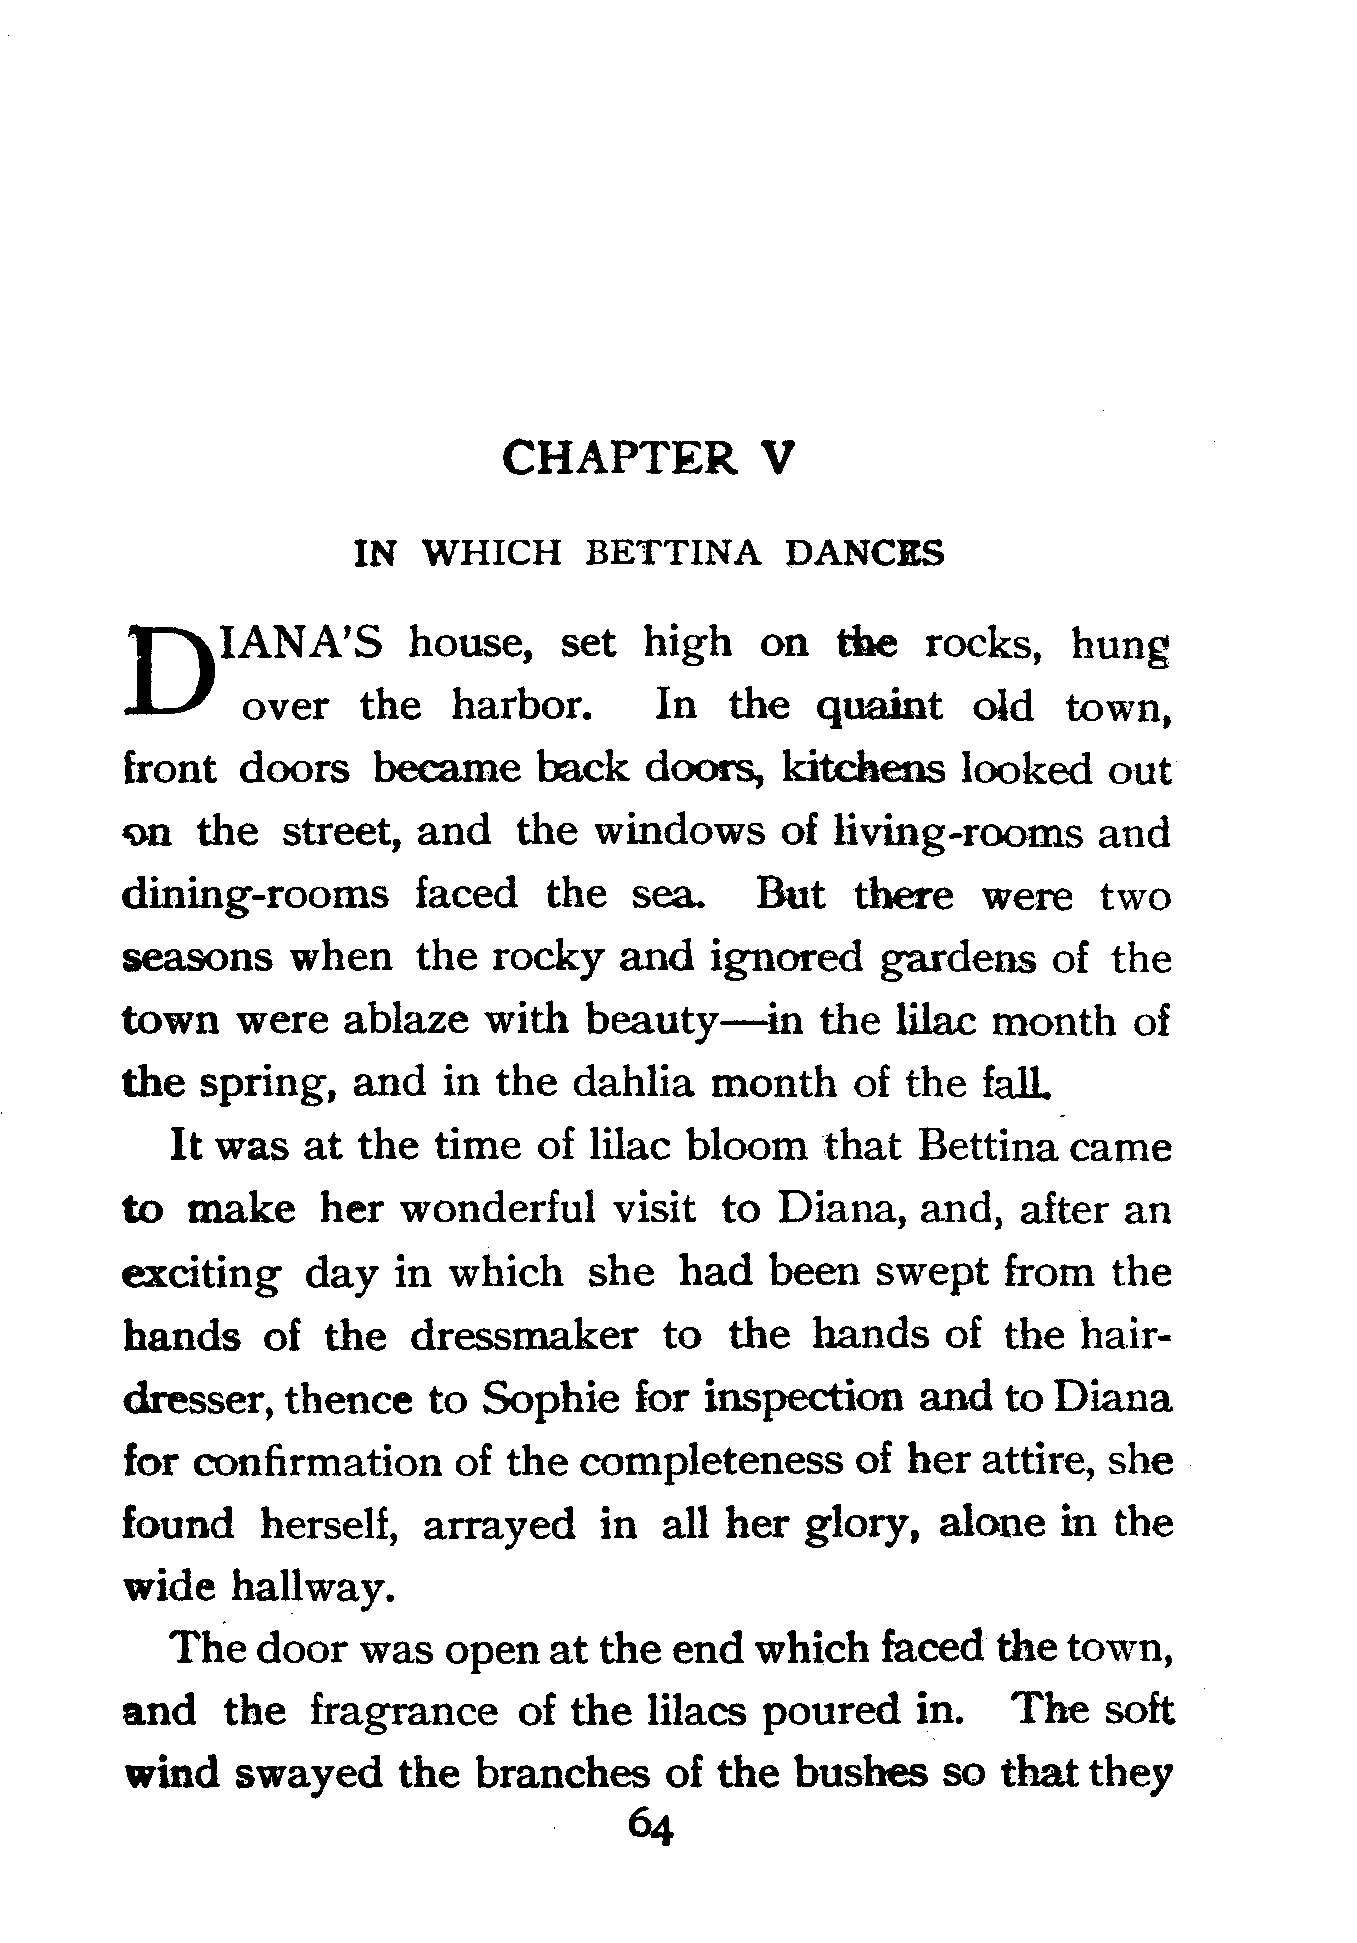 CHAPTER V
IN WHICH BETTINA DANCES
DIANA'S house, set high on the rocks, hung
over the harbor. In the quaint old town,
front doors became back doors, kitchens looked out
on the street, and the windows of living-rooms and
dining-rooms faced the sea. But there were two
seasons when the rocky and ignored gardens of the
town were ablaze with beauty—in the lilac month of
the spring, and in the dahlia month of the fall.
It was at the time of lilac bloom that Bettina came
to make her wonderful visit to Diana, and, after an
exciting day in which she had been swept from the
hands of the dressmaker to the hands of the hair-
dresser, thence to Sophie for inspection and to Diana
for confirmation of the completeness of her attire, she
found herself, arrayed in all her glory, alone in the
wide hallway.
The door was open at the end which faced the town,
and the fragrance of the lilacs poured in. The soft
wind swayed the branches of the bushes so that they
64